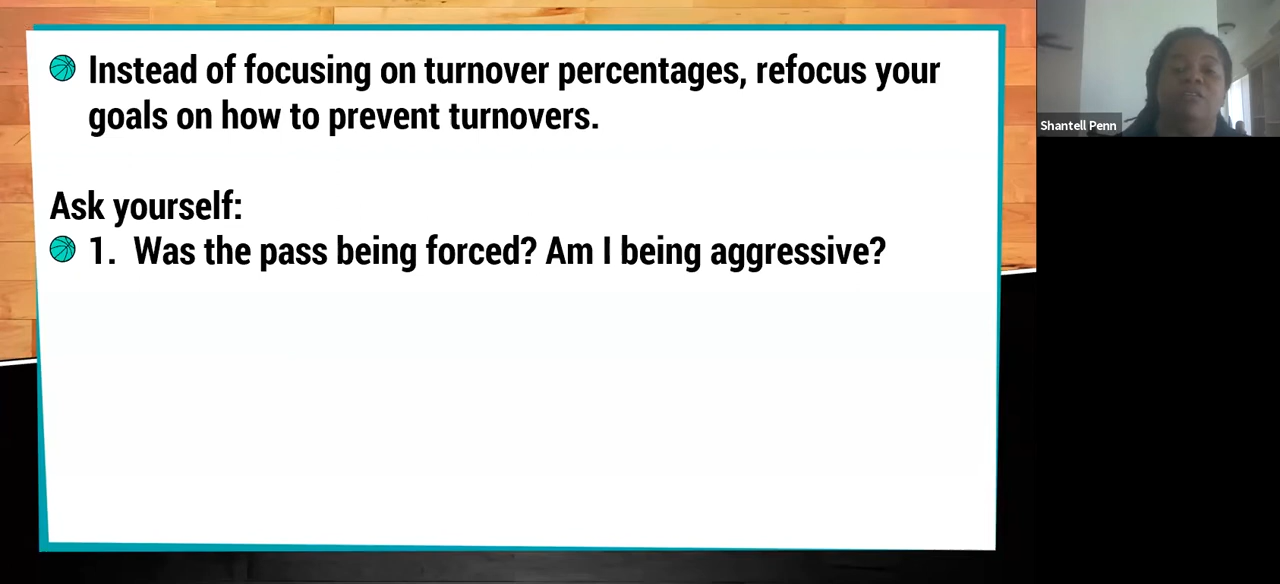 Instead of focusing on turnover percentages, refocus your
goals on how to prevent turnovers.
Ask yourself:
1. Was the pass being forced? Am I being aggressive?
Shantell Penn